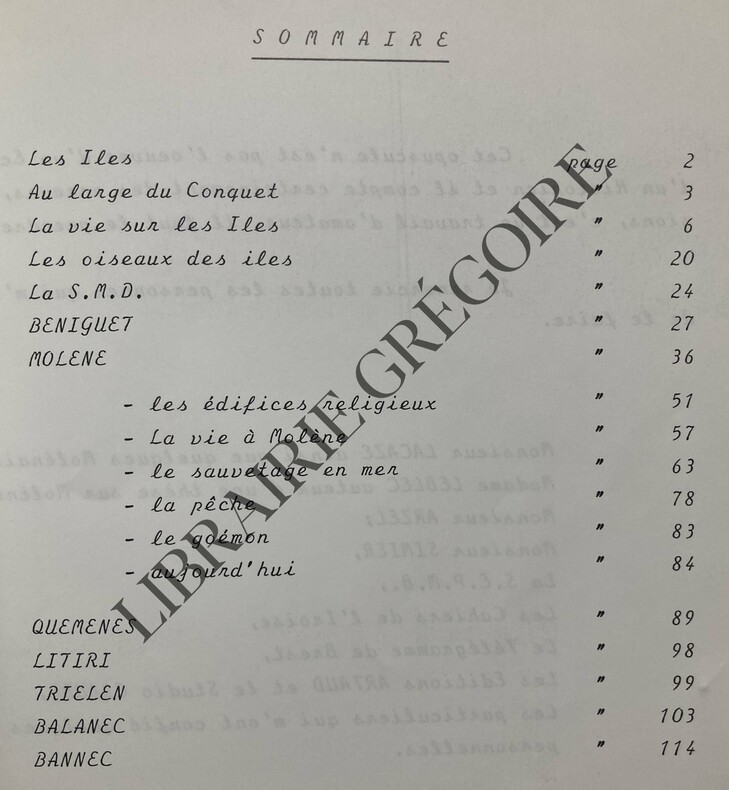 SOMMAIRE
Les Iles page 2
Au large du Conquet " 3
La vie sur les Iles " 6
Les oiseaux des iles " 20
La S.M.D. " 24
BENIGUET " 27
MOLENE " 36
- les édifices religieux " 51
- La vie à Molène " 57
- le sauvetage en mer " 63
- la pêche " 78
- le goémon " 83
- aujourd'hui " 84
QUEMENES " 89
LITIRI " 98
TRIELEN " 99
BALANEC " 103
BANNEC " 114
LIBRAIRIE GRÉGOIRE